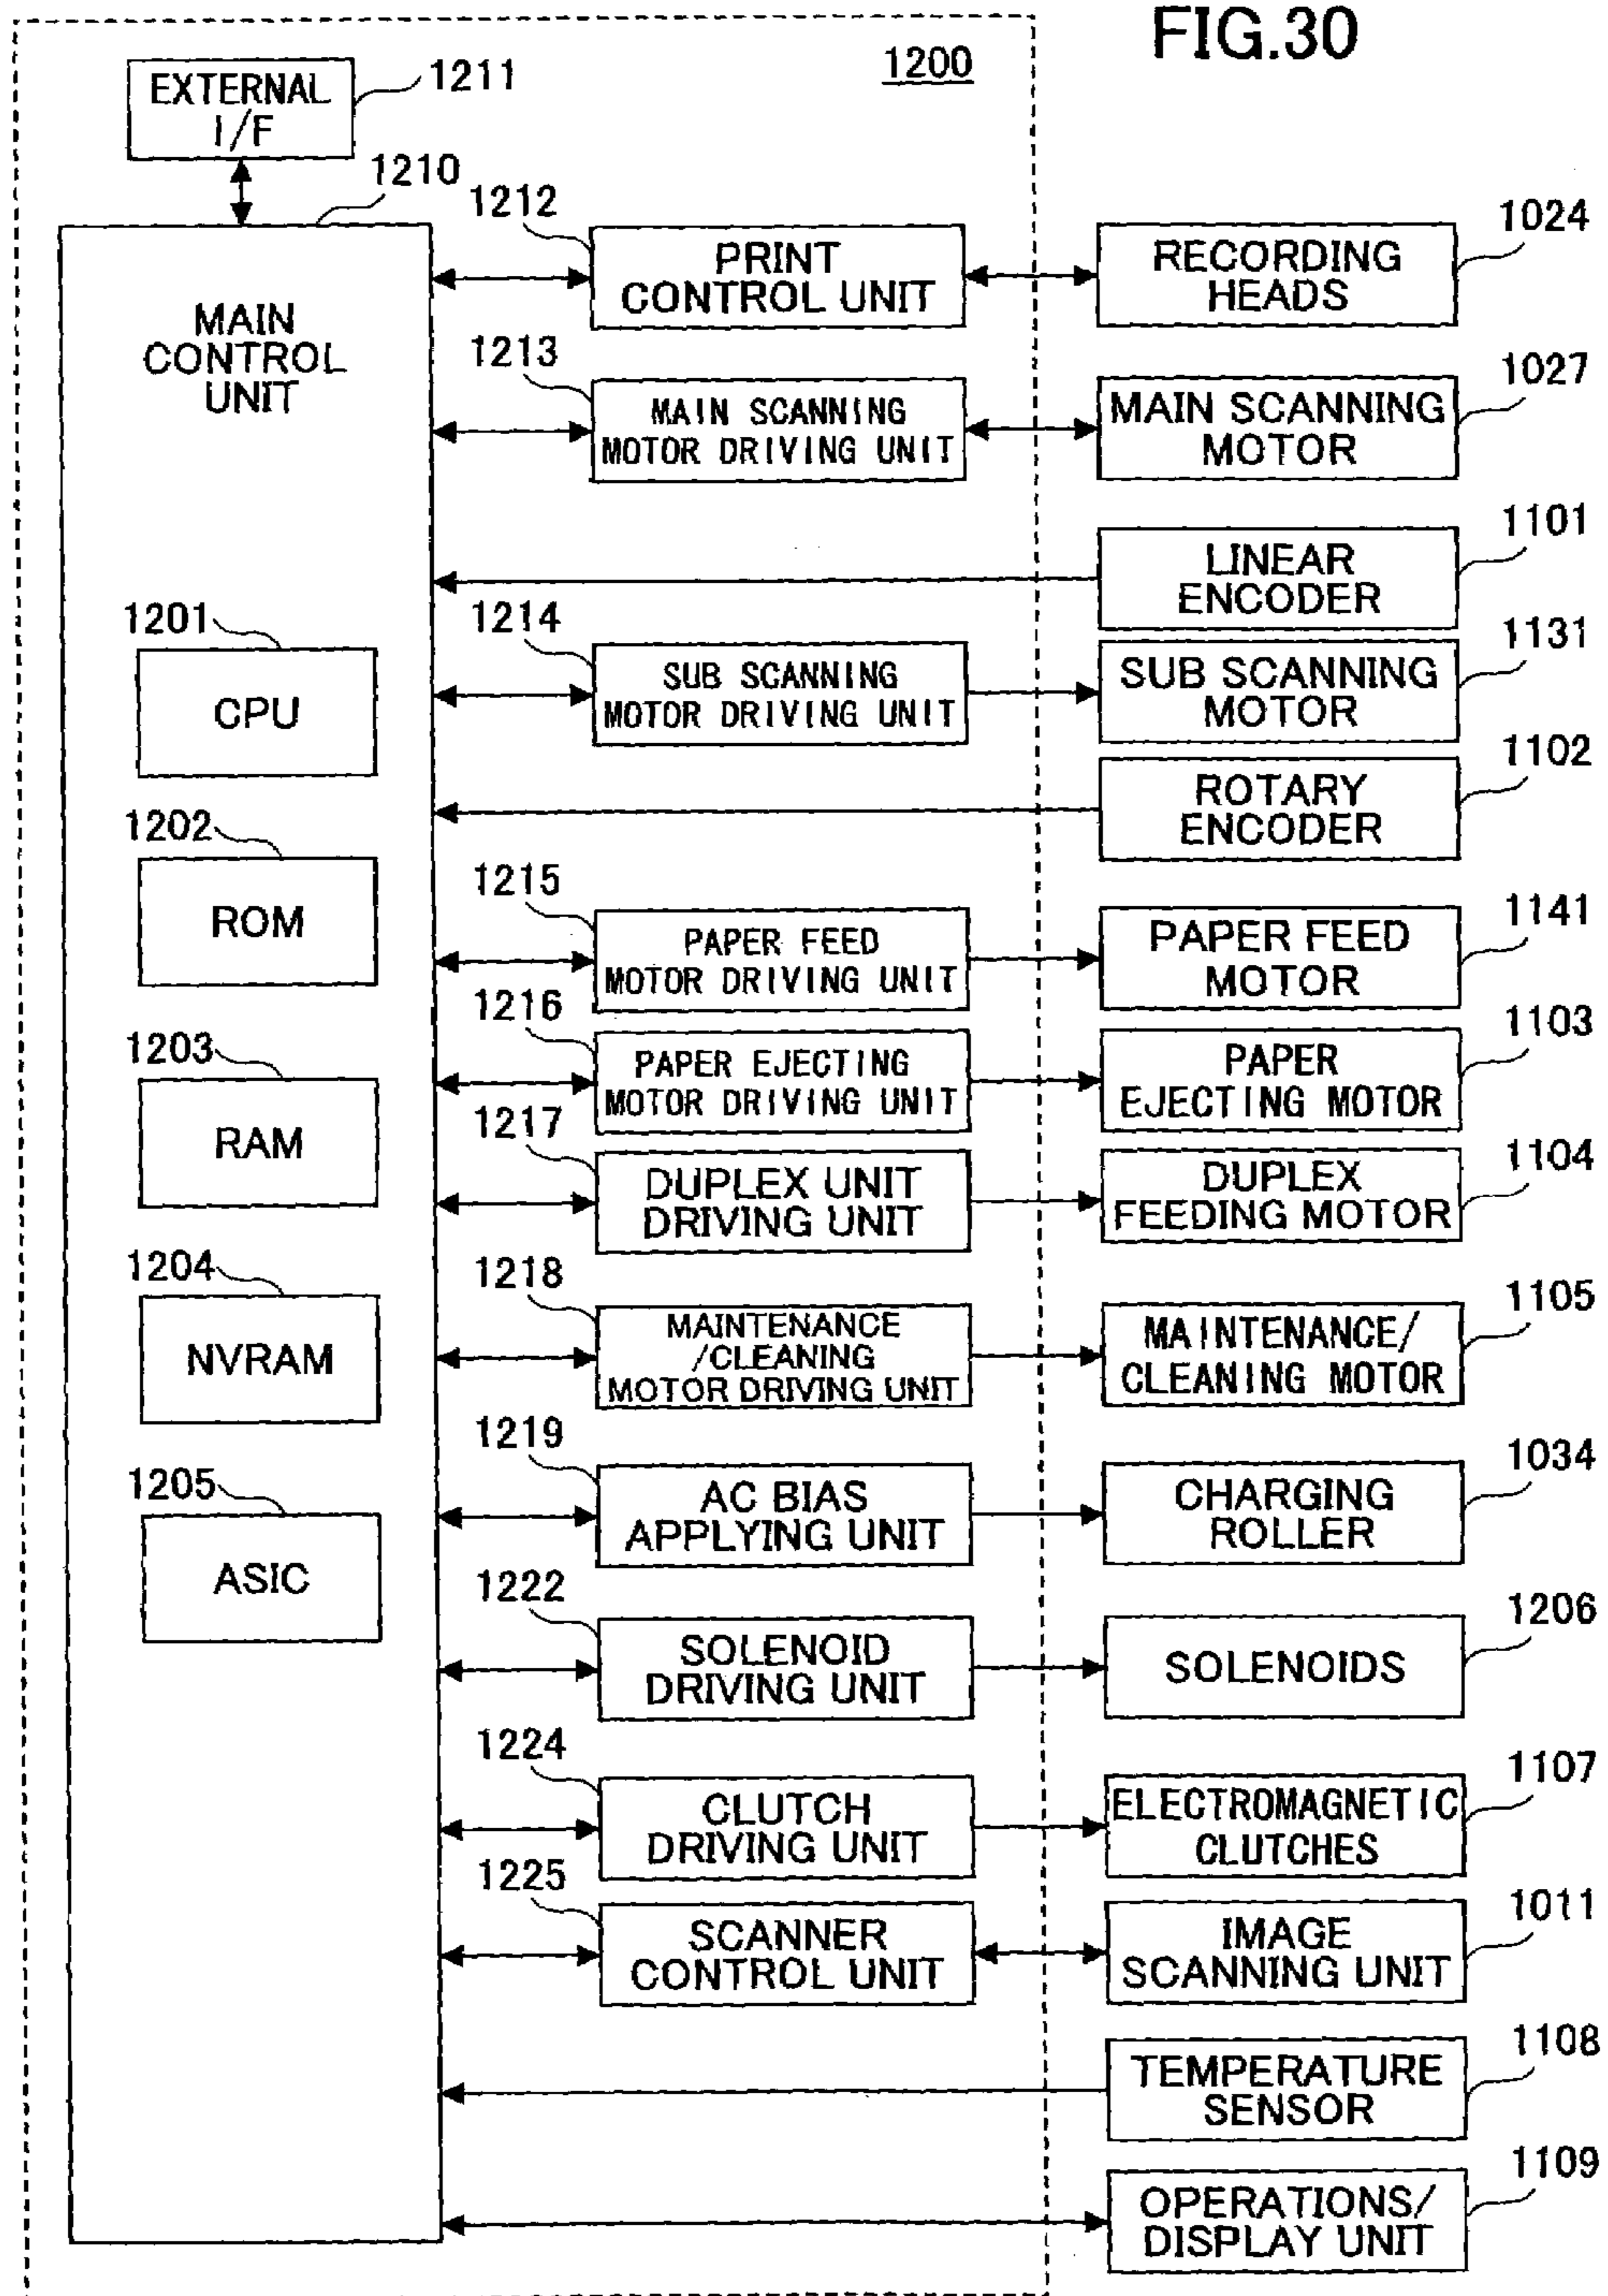 FIG.30
1200
EXTERNAL
I/F
1211
1210
MAIN
CONTROL
UNIT
1201
CPU
1202
ROM
1203
RAM
1204
NVRAM
1205
ASIC
1212
PRINT
CONTROL UNIT
RECORDING
HEADS
1024
1213
MAIN SCANNING
MOTOR DRIVING UNIT
MAIN SCANNING
MOTOR
1027
LINEAR
ENCODER
1101
1214
SUB SCANNING
MOTOR DRIVING UNIT
SUB SCANNING
MOTOR
1131
ROTARY
ENCODER
1102
1215
PAPER FEED
MOTOR DRIVING UNIT
PAPER FEED
MOTOR
1141
1216
PAPER EJECTING
MOTOR DRIVING UNIT
PAPER
EJECTING MOTOR
1103
1217
DUPLEX UNIT
DRIVING UNIT
DUPLEX
FEEDING MOTOR
1104
1218
MAINTENANCE
/CLEANING
MOTOR DRIVING UNIT
MAINTENANCE/
CLEANING MOTOR
1105
1219
AC BIAS
APPLYING UNIT
CHARGING
ROLLER
1034
1222
SOLENOID
DRIVING UNIT
SOLENOIDS
1206
1224
CLUTCH
DRIVING UNIT
ELECTROMAGNETIC
CLUTCHES
1107
1225
SCANNER
CONTROL UNIT
IMAGE
SCANNING UNIT
1011
TEMPERATURE
SENSOR
1108
OPERATIONS/
DISPLAY UNIT
1109